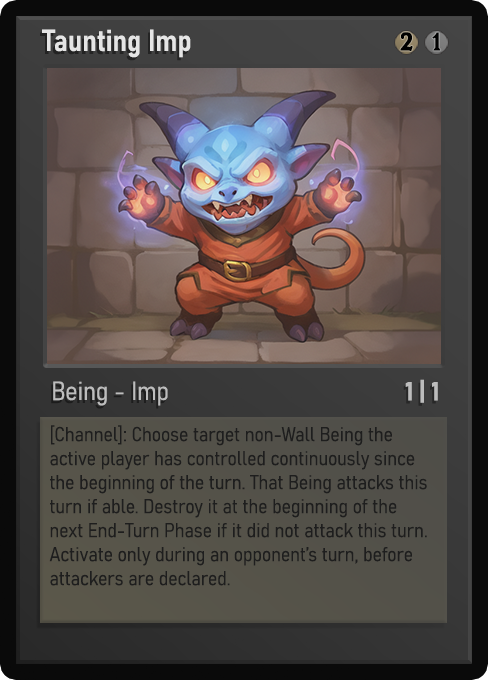 Taunting Imp 2 1
Being - Imp 1|1
[Channel]: Choose target non-Wall Being the
active player has controlled continuously since
the beginning of the turn. That Being attacks this
turn if able. Destroy it at the beginning of the
next End-Turn Phase if it did not attack this turn.
Activate only during an opponent's turn, before
attackers are declared.